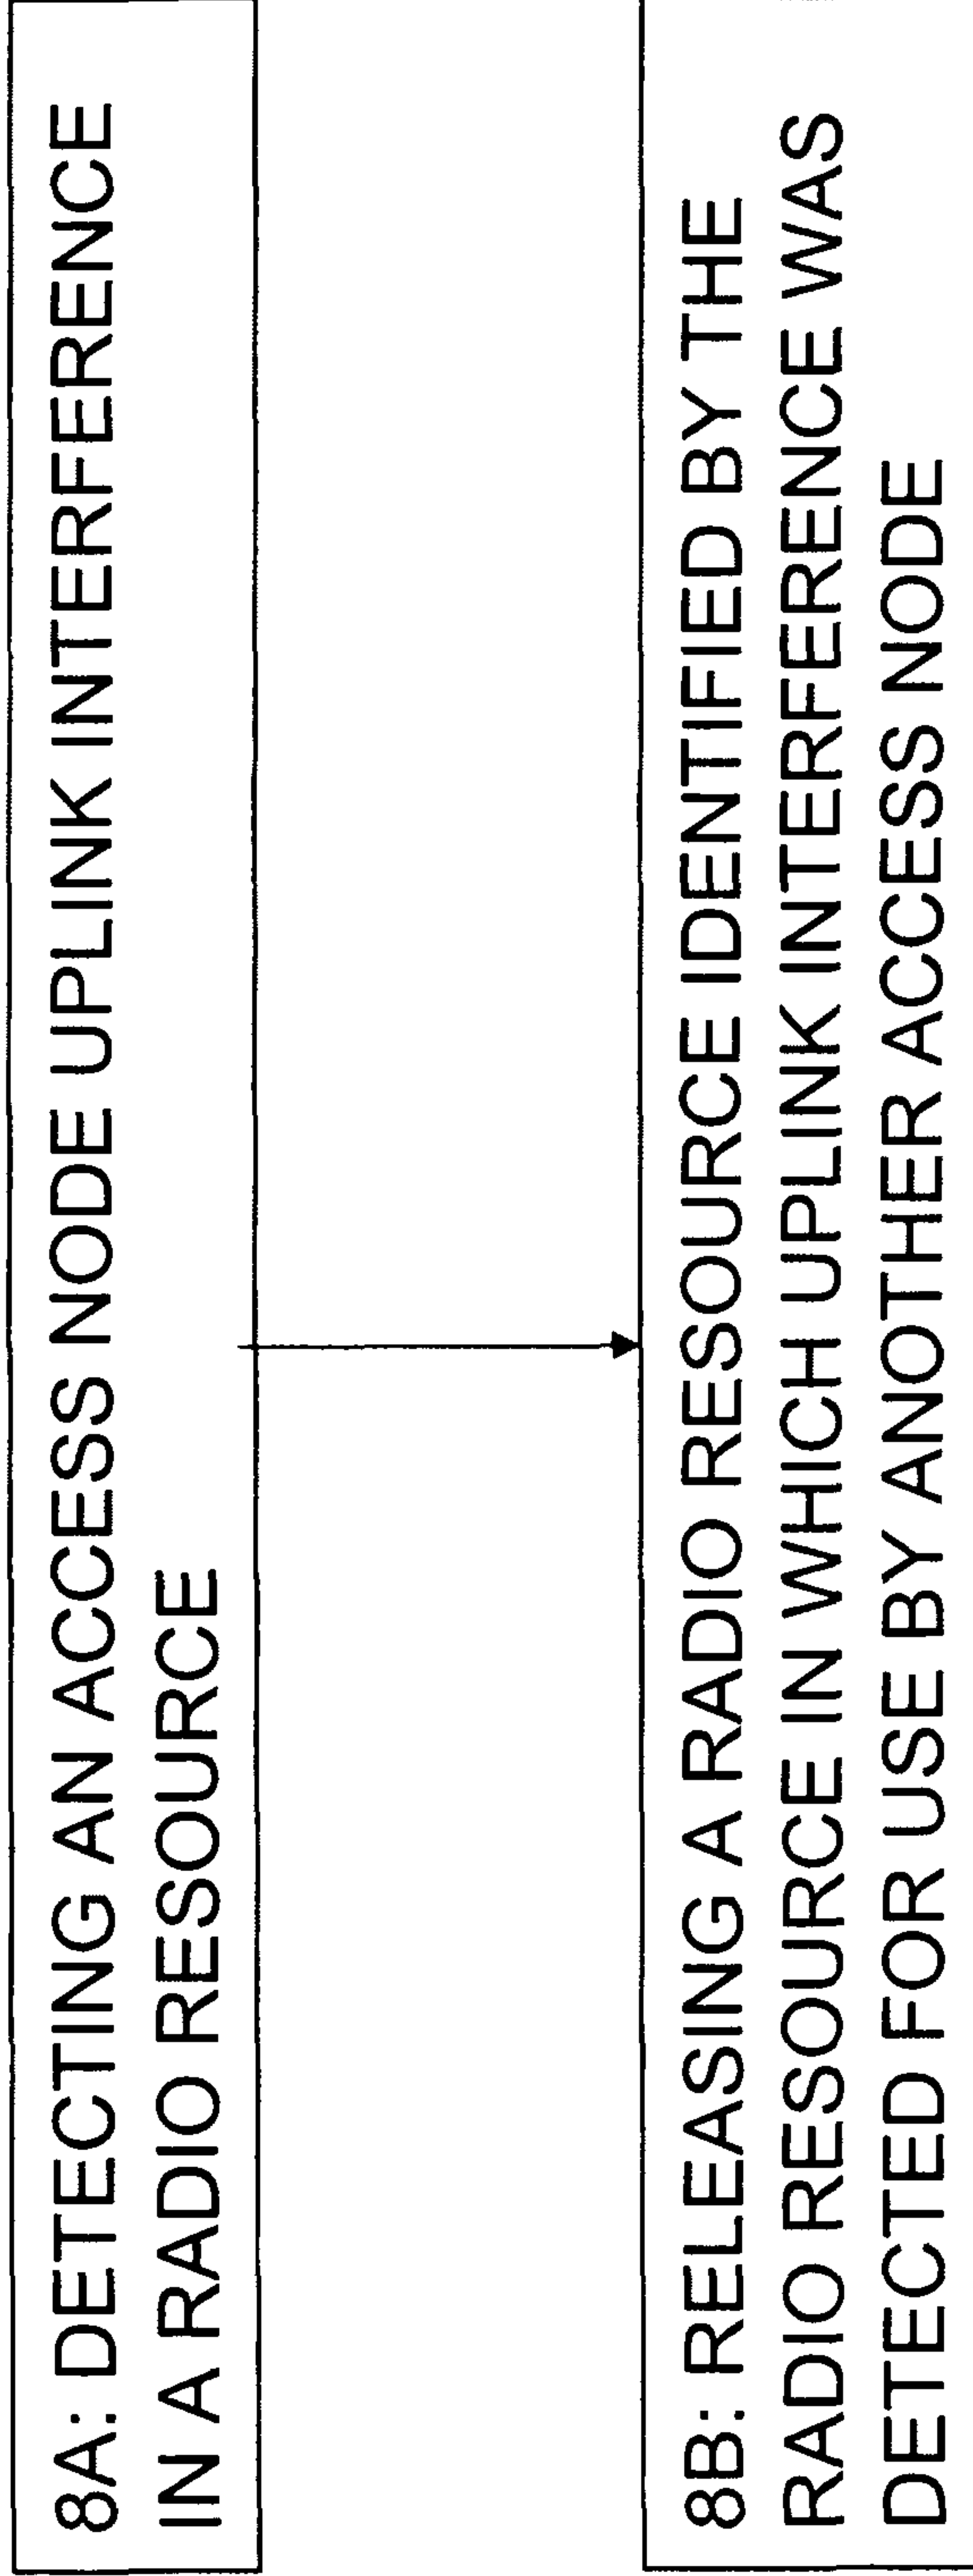 8A: DETECTING AN ACCESS NODE UPLINK INTERFERENCE
IN A RADIO RESOURCE
8B: RELEASING A RADIO RESOURCE IDENTIFIED BY THE
RADIO RESOURCE IN WHICH UPLINK INTERFERENCE WAS
DETECTED FOR USE BY ANOTHER ACCESS NODE